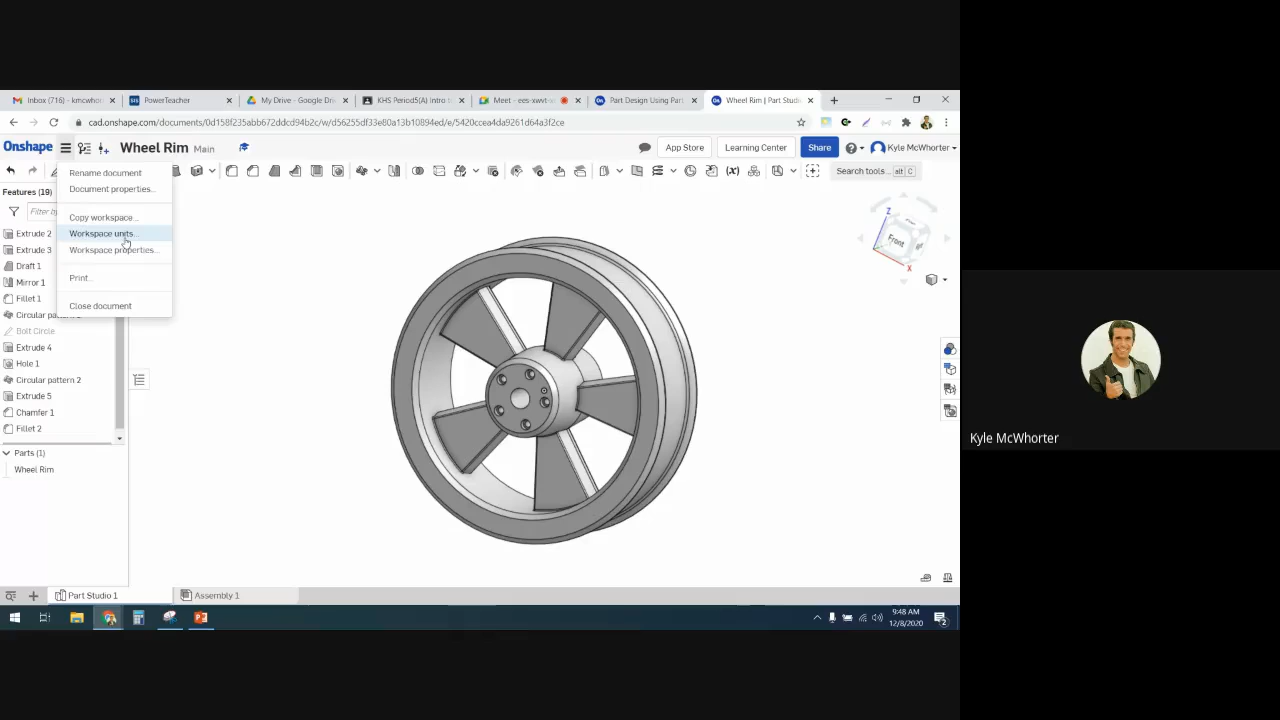 Inbox (716) - kmcwhor
PowerTeacher
My Drive - Google Dri
KHS Period5(A) Intro t
Meet - ees-xwvt-w
Part Design Using Part
Wheel Rim | Part Studio
cad.onshape.com/documents/0d158f235abb672ddcd94b2c/w/d56255df33e80a13b10894ed/e/5420ccea4da9261d64a3f2ce
Onshape
Wheel Rim Main
App Store
Learning Center
Share
Kyle McWhorter
Search tools... alt C
Rename document
Document properties...
Copy workspace...
Workspace units...
Workspace properties...
Print...
Close document
Features (19)
Filter by
Extrude 2
Extrude 3
Draft 1
Mirror 1
Fillet 1
Circular pattern
Bolt Circle
Extrude 4
Hole 1
Circular pattern 2
Extrude 5
Chamfer 1
Fillet 2
Parts (1)
Wheel Rim
Z
Front
X
Kyle McWhorter
Part Studio 1
Assembly 1
9:48 AM
12/8/2020
2